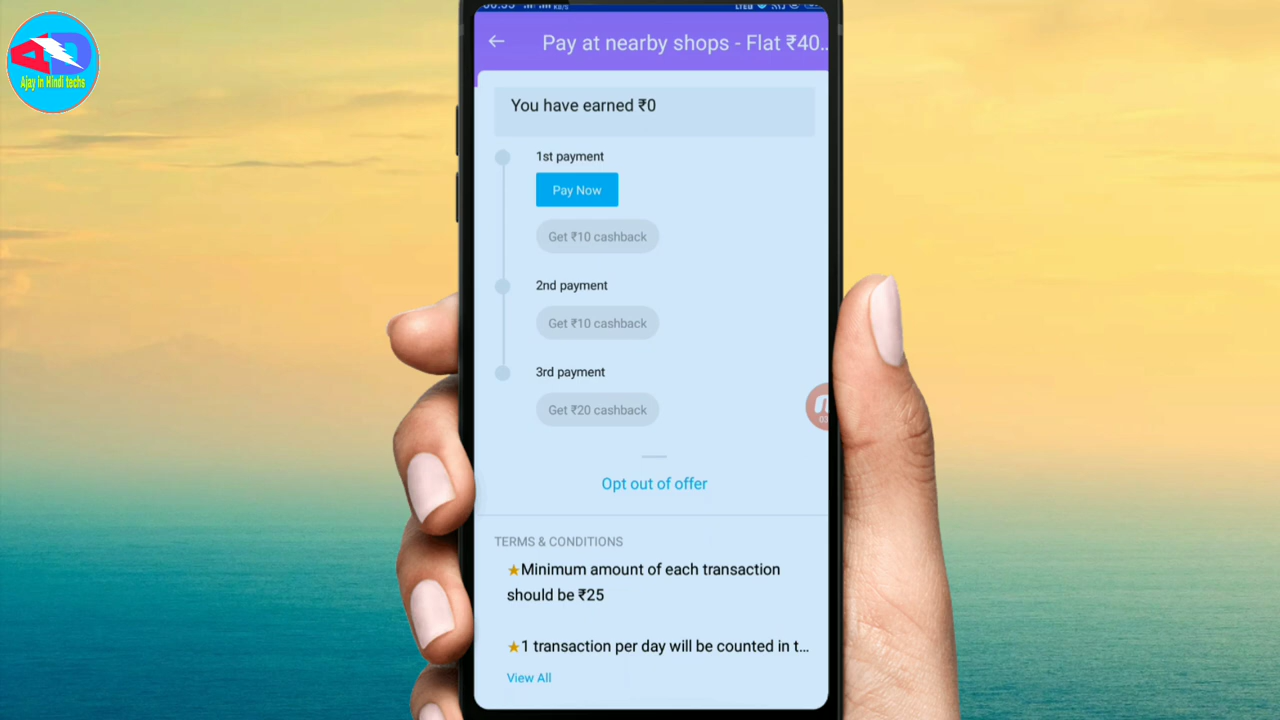 AD
Ajay in Hindi techs
Pay at nearby shops - Flat ₹40..
You have earned ₹0
1st payment
Pay Now
Get ₹10 cashback
2nd payment
Get ₹10 cashback
3rd payment
Get ₹20 cashback
Opt out of offer
TERMS & CONDITIONS
★Minimum amount of each transaction
should be ₹25
★1 transaction per day will be counted in t...
View All